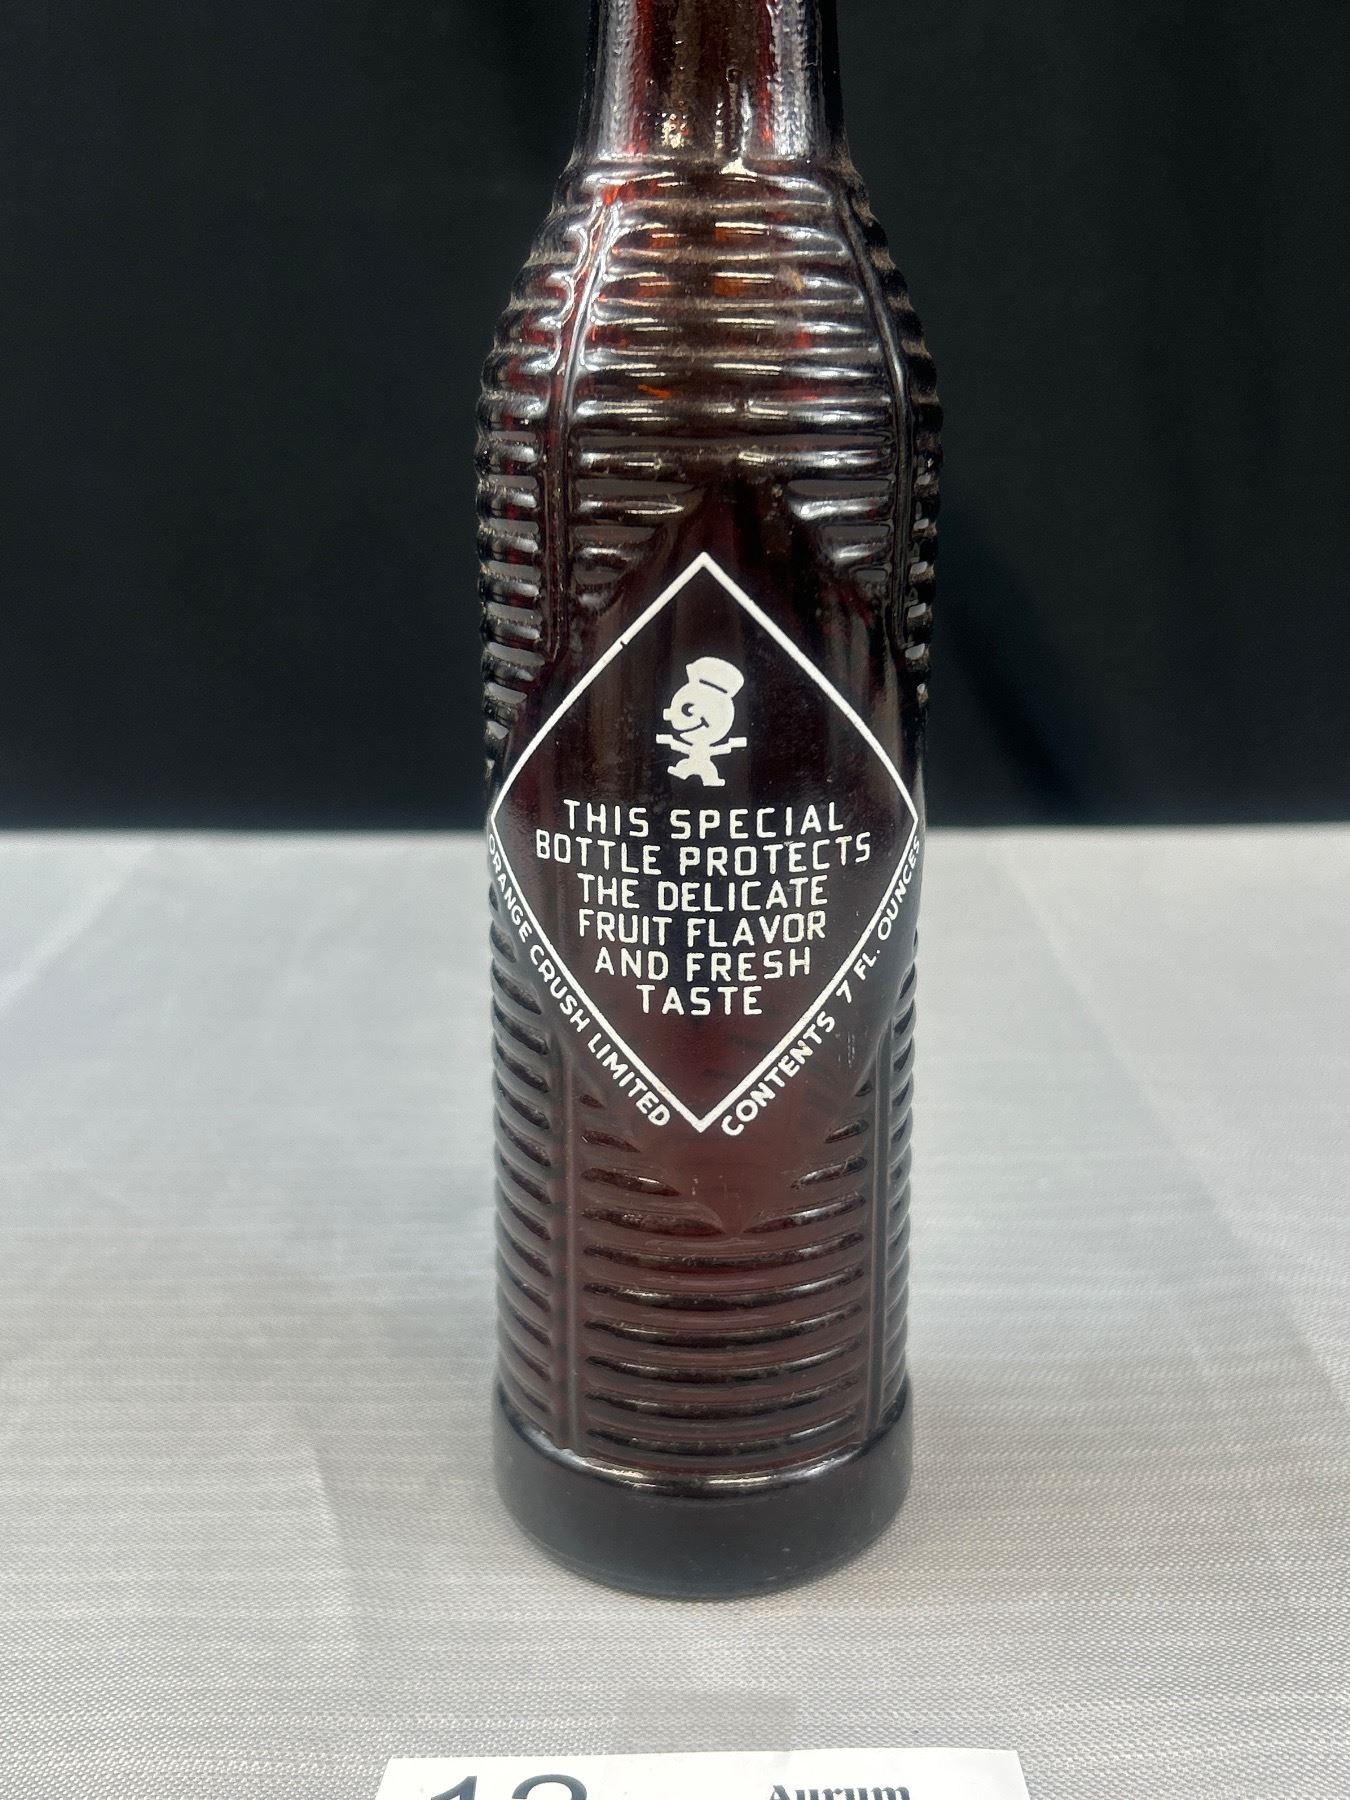 THIS SPECIAL
BOTTLE PROTECTS
THE DELICATE
FRUIT FLAVOR
AND FRESH
TASTE
ORANGE CRUSH LIMITED
CONTENTS 7 FL. OUNCES
Aurum